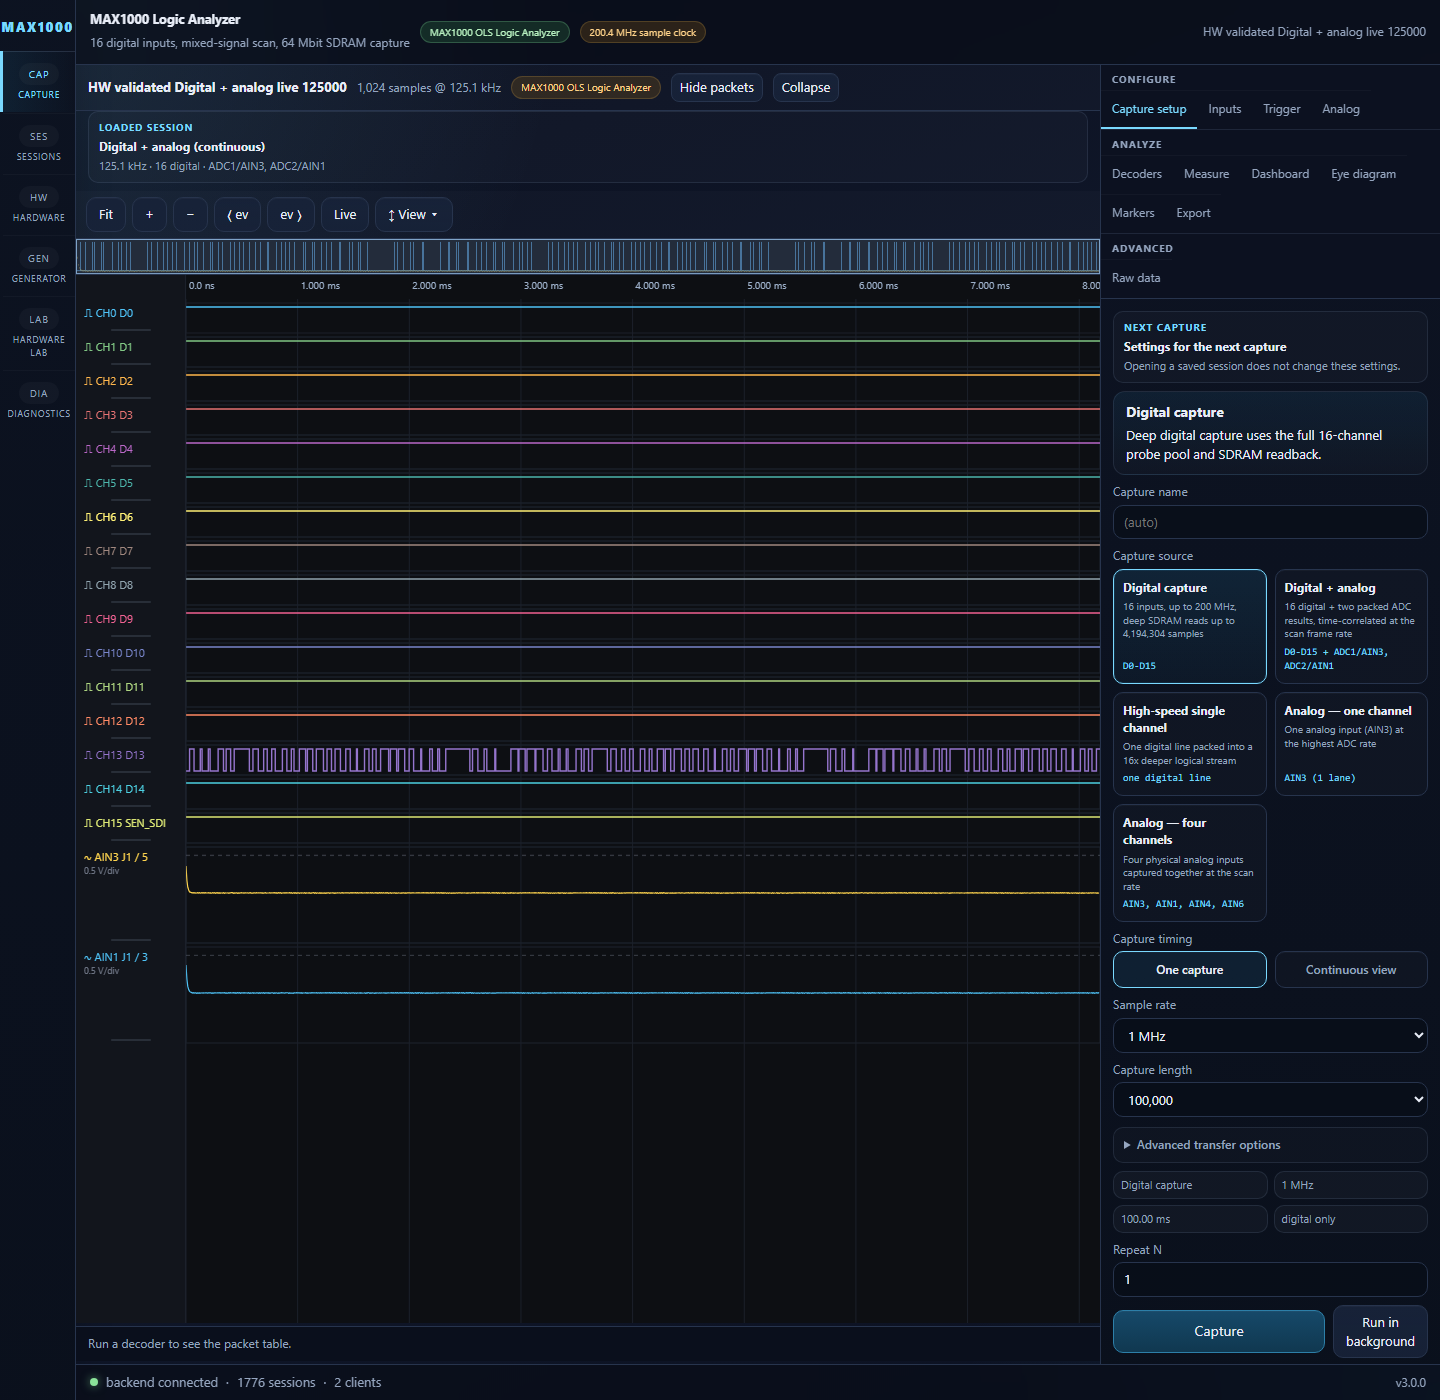 MAX1000
CAP
CAPTURE
SES
SESSIONS
HW
HARDWARE
GEN
GENERATOR
LAB
HARDWARE
LAB
DIA
DIAGNOSTICS
MAX1000 Logic Analyzer
16 digital inputs, mixed-signal scan, 64 Mbit SDRAM capture
MAX1000 OLS Logic Analyzer
200.4 MHz sample clock
HW validated Digital + analog live 125000
HW validated Digital + analog live 125000
1,024 samples @ 125.1 kHz
MAX1000 OLS Logic Analyzer
Hide packets
Collapse
LOADED SESSION
Digital + analog (continuous)
125.1 kHz · 16 digital · ADC1/AIN3, ADC2/AIN1
Fit
+
−
⟨ ev
ev ⟩
Live
↕ View ▾
0.0 ns
1.000 ms
2.000 ms
3.000 ms
4.000 ms
5.000 ms
6.000 ms
7.000 ms
8.00
CH0 D0
CH1 D1
CH2 D2
CH3 D3
CH4 D4
CH5 D5
CH6 D6
CH7 D7
CH8 D8
CH9 D9
CH10 D10
CH11 D11
CH12 D12
CH13 D13
CH14 D14
CH15 SEN_SDI
∿ AIN3 J1 / 5
0.5 V/div
∿ AIN1 J1 / 3
0.5 V/div
Run a decoder to see the packet table.
CONFIGURE
Capture setup
Inputs
Trigger
Analog
ANALYZE
Decoders
Measure
Dashboard
Eye diagram
Markers
Export
ADVANCED
Raw data
NEXT CAPTURE
Settings for the next capture
Opening a saved session does not change these settings.
Digital capture
Deep digital capture uses the full 16-channel
probe pool and SDRAM readback.
Capture name
(auto)
Capture source
Digital capture
16 inputs, up to 200 MHz,
deep SDRAM reads up to
4,194,304 samples
D0-D15
Digital + analog
16 digital + two packed ADC
results, time-correlated at the
scan frame rate
D0-D15 + ADC1/AIN3,
ADC2/AIN1
High-speed single
channel
One digital line packed into a
16x deeper logical stream
one digital line
Analog — one channel
One analog input (AIN3) at
the highest ADC rate
AIN3 (1 lane)
Analog — four
channels
Four physical analog inputs
captured together at the scan
rate
AIN3, AIN1, AIN4, AIN6
Capture timing
One capture
Continuous view
Sample rate
1 MHz
Capture length
100,000
▶ Advanced transfer options
Digital capture
1 MHz
100.00 ms
digital only
Repeat N
1
Capture
Run in
background
backend connected · 1776 sessions · 2 clients
v3.0.0